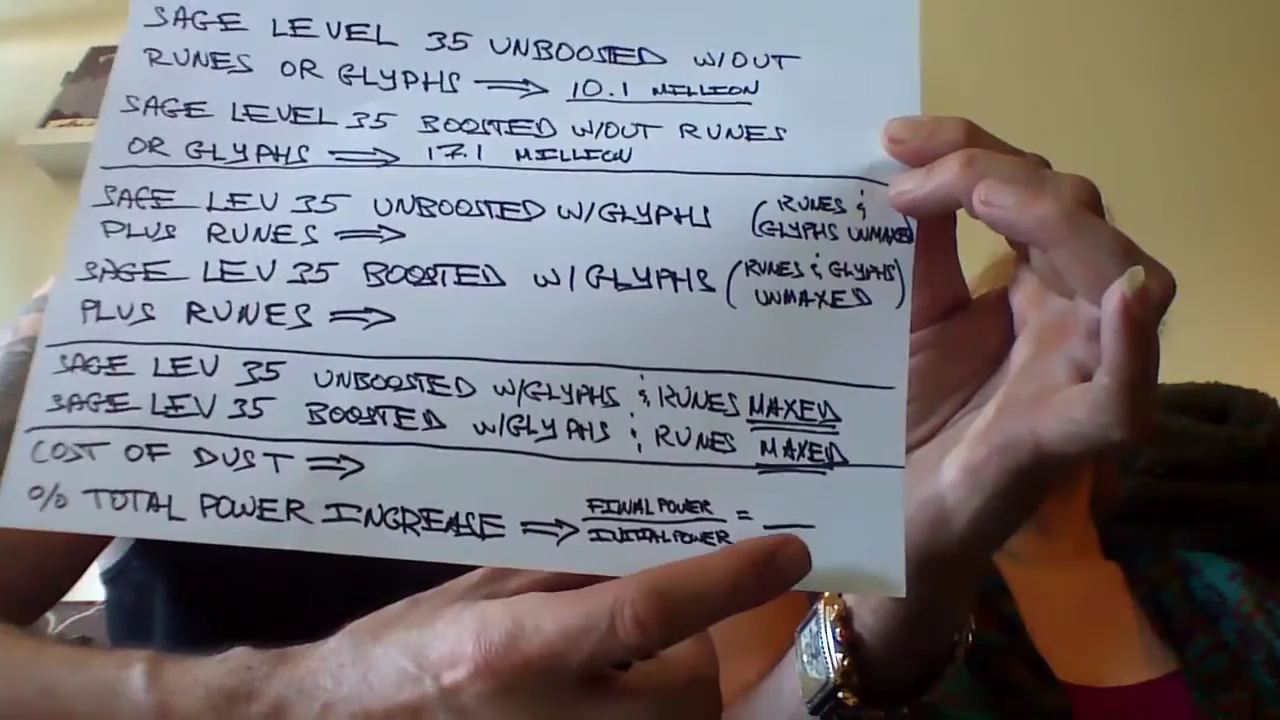 SAGE LEVEL 35 UNBOOSTED W/OUT
RUNES OR GLYPHS ⟹ 10.1 MILLION
SAGE LEVEL 35 BOOSTED W/OUT RUNES
OR GLYPHS ⟹ 17.1 MILLION
SAGE LEV 35 UNBOOSTED W/GLYPHS (RUNES &
PLUS RUNES ⟹ GLYPHS UNMAXED
SAGE LEV 35 BOOSTED W/GLYPHS (RUNES & GLYPHS)
PLUS RUNES ⟹ UNMAXED)
SAGE LEV 35 UNBOOSTED W/GLYPHS & RUNES MAXED
SAGE LEV 35 BOOSTED W/GLYPHS & RUNES MAXED
COST OF DUST ⟹
% TOTAL POWER INCREASE ⟹ FINAL POWER / INITIAL POWER = __